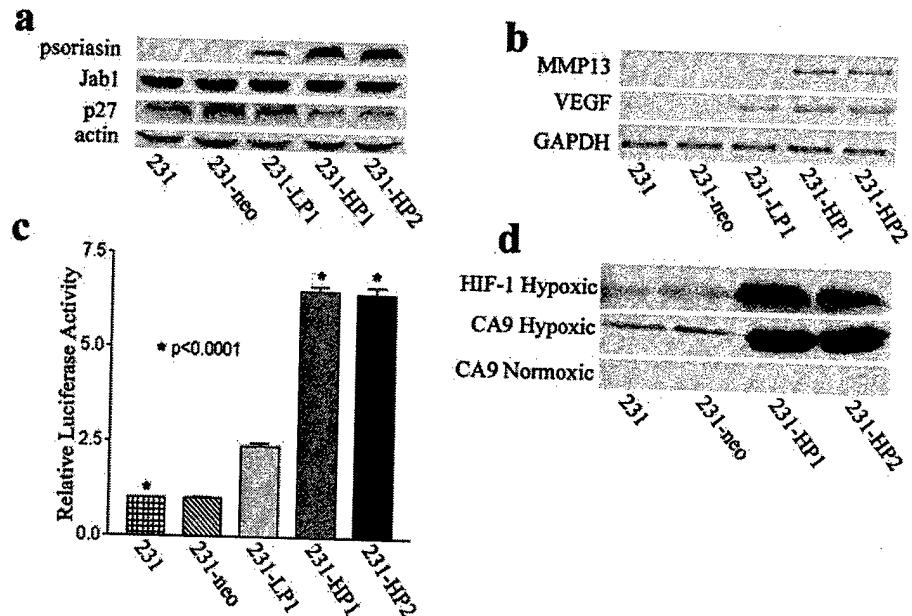 a
psoriasin
Jab1
p27
actin
231
231-neo
231-LP1
231-HP1
231-HP2
b
MMP13
VEGF
GAPDH
231
231-neo
231-LP1
231-HP1
231-HP2
c
Relative Luciferase Activity
7.5
5.0
2.5
0.0
* p<0.0001
*
*
*
231
231-neo
231-LP1
231-HP1
231-HP2
d
HIF-1 Hypoxic
CA9 Hypoxic
CA9 Normoxic
231
231-neo
231-HP1
231-HP2